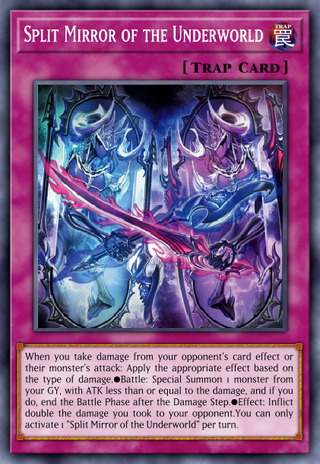 Split Mirror of the Underworld
TRAP
罠
[Trap Card]
When you take damage from your opponent's card effect or
their monster's attack: Apply the appropriate effect based on
the type of damage.●Battle: Special Summon 1 monster from
your GY, with ATK less than or equal to the damage, and if you
do, end the Battle Phase after the Damage Step.●Effect: Inflict
double the damage you took to your opponent.You can only
activate 1 "Split Mirror of the Underworld" per turn.